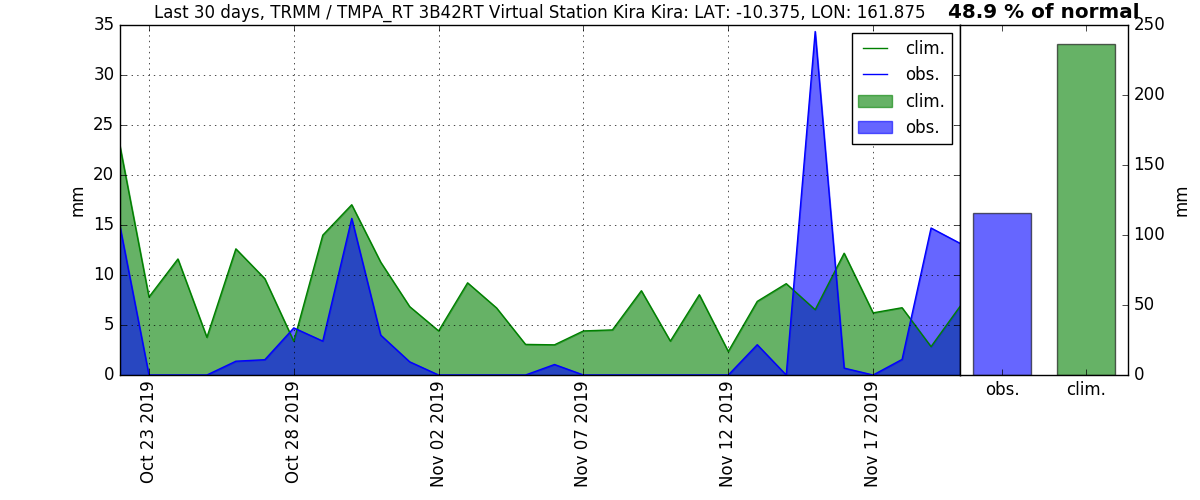 Last 30 days, TRMM / TMPA_RT 3B42RT Virtual Station Kira Kira: LAT: -10.375, LON: 161.875
48.9 % of normal
35
30
25
20
15
10
5
0
mm
clim.
obs.
clim.
obs.
Oct 23 2019
Oct 28 2019
Nov 02 2019
Nov 07 2019
Nov 12 2019
Nov 17 2019
250
200
150
100
50
0
mm
obs.
clim.